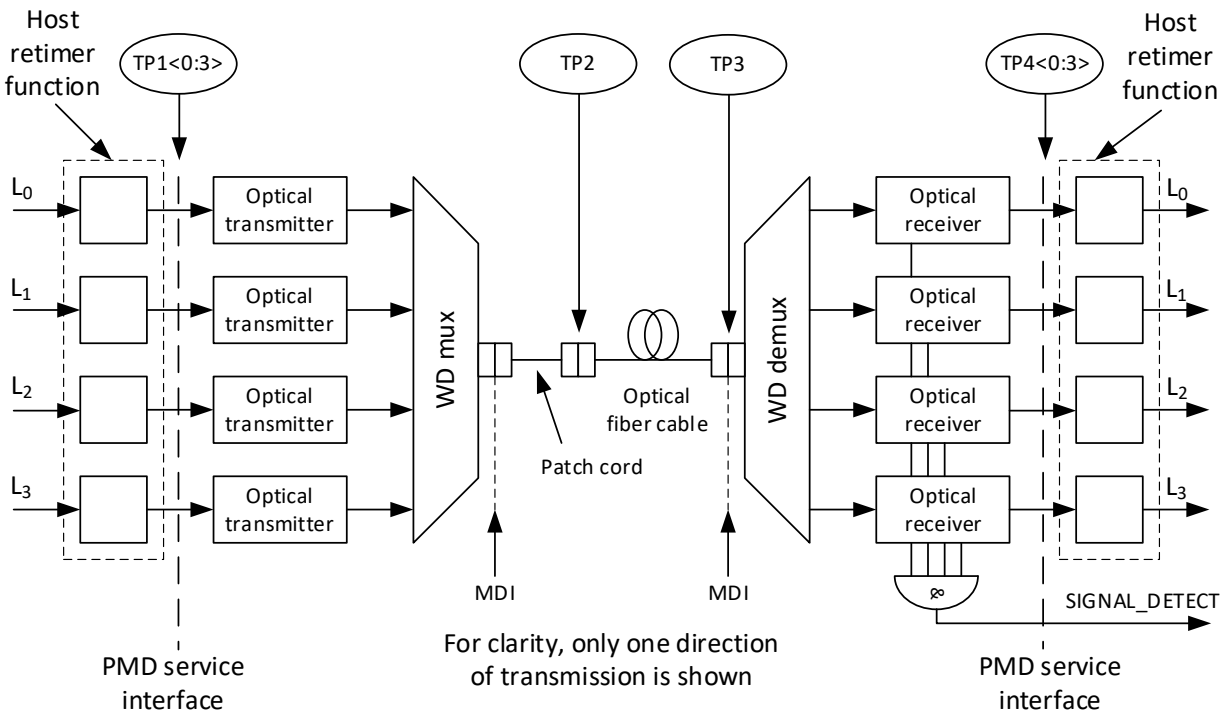 Host
retimer
function
TP1<0:3>
TP2
TP3
TP4<0:3>
Host
retimer
function
L0
Optical
transmitter
Optical
receiver
L0
L1
Optical
transmitter
Optical
receiver
L1
WD mux
WD demux
L2
Optical
transmitter
Optical
fiber cable
Optical
receiver
L2
Patch cord
L3
Optical
transmitter
Optical
receiver
L3
MDI
MDI
&
SIGNAL_DETECT
For clarity, only one direction
of transmission is shown
PMD service
interface
PMD service
interface